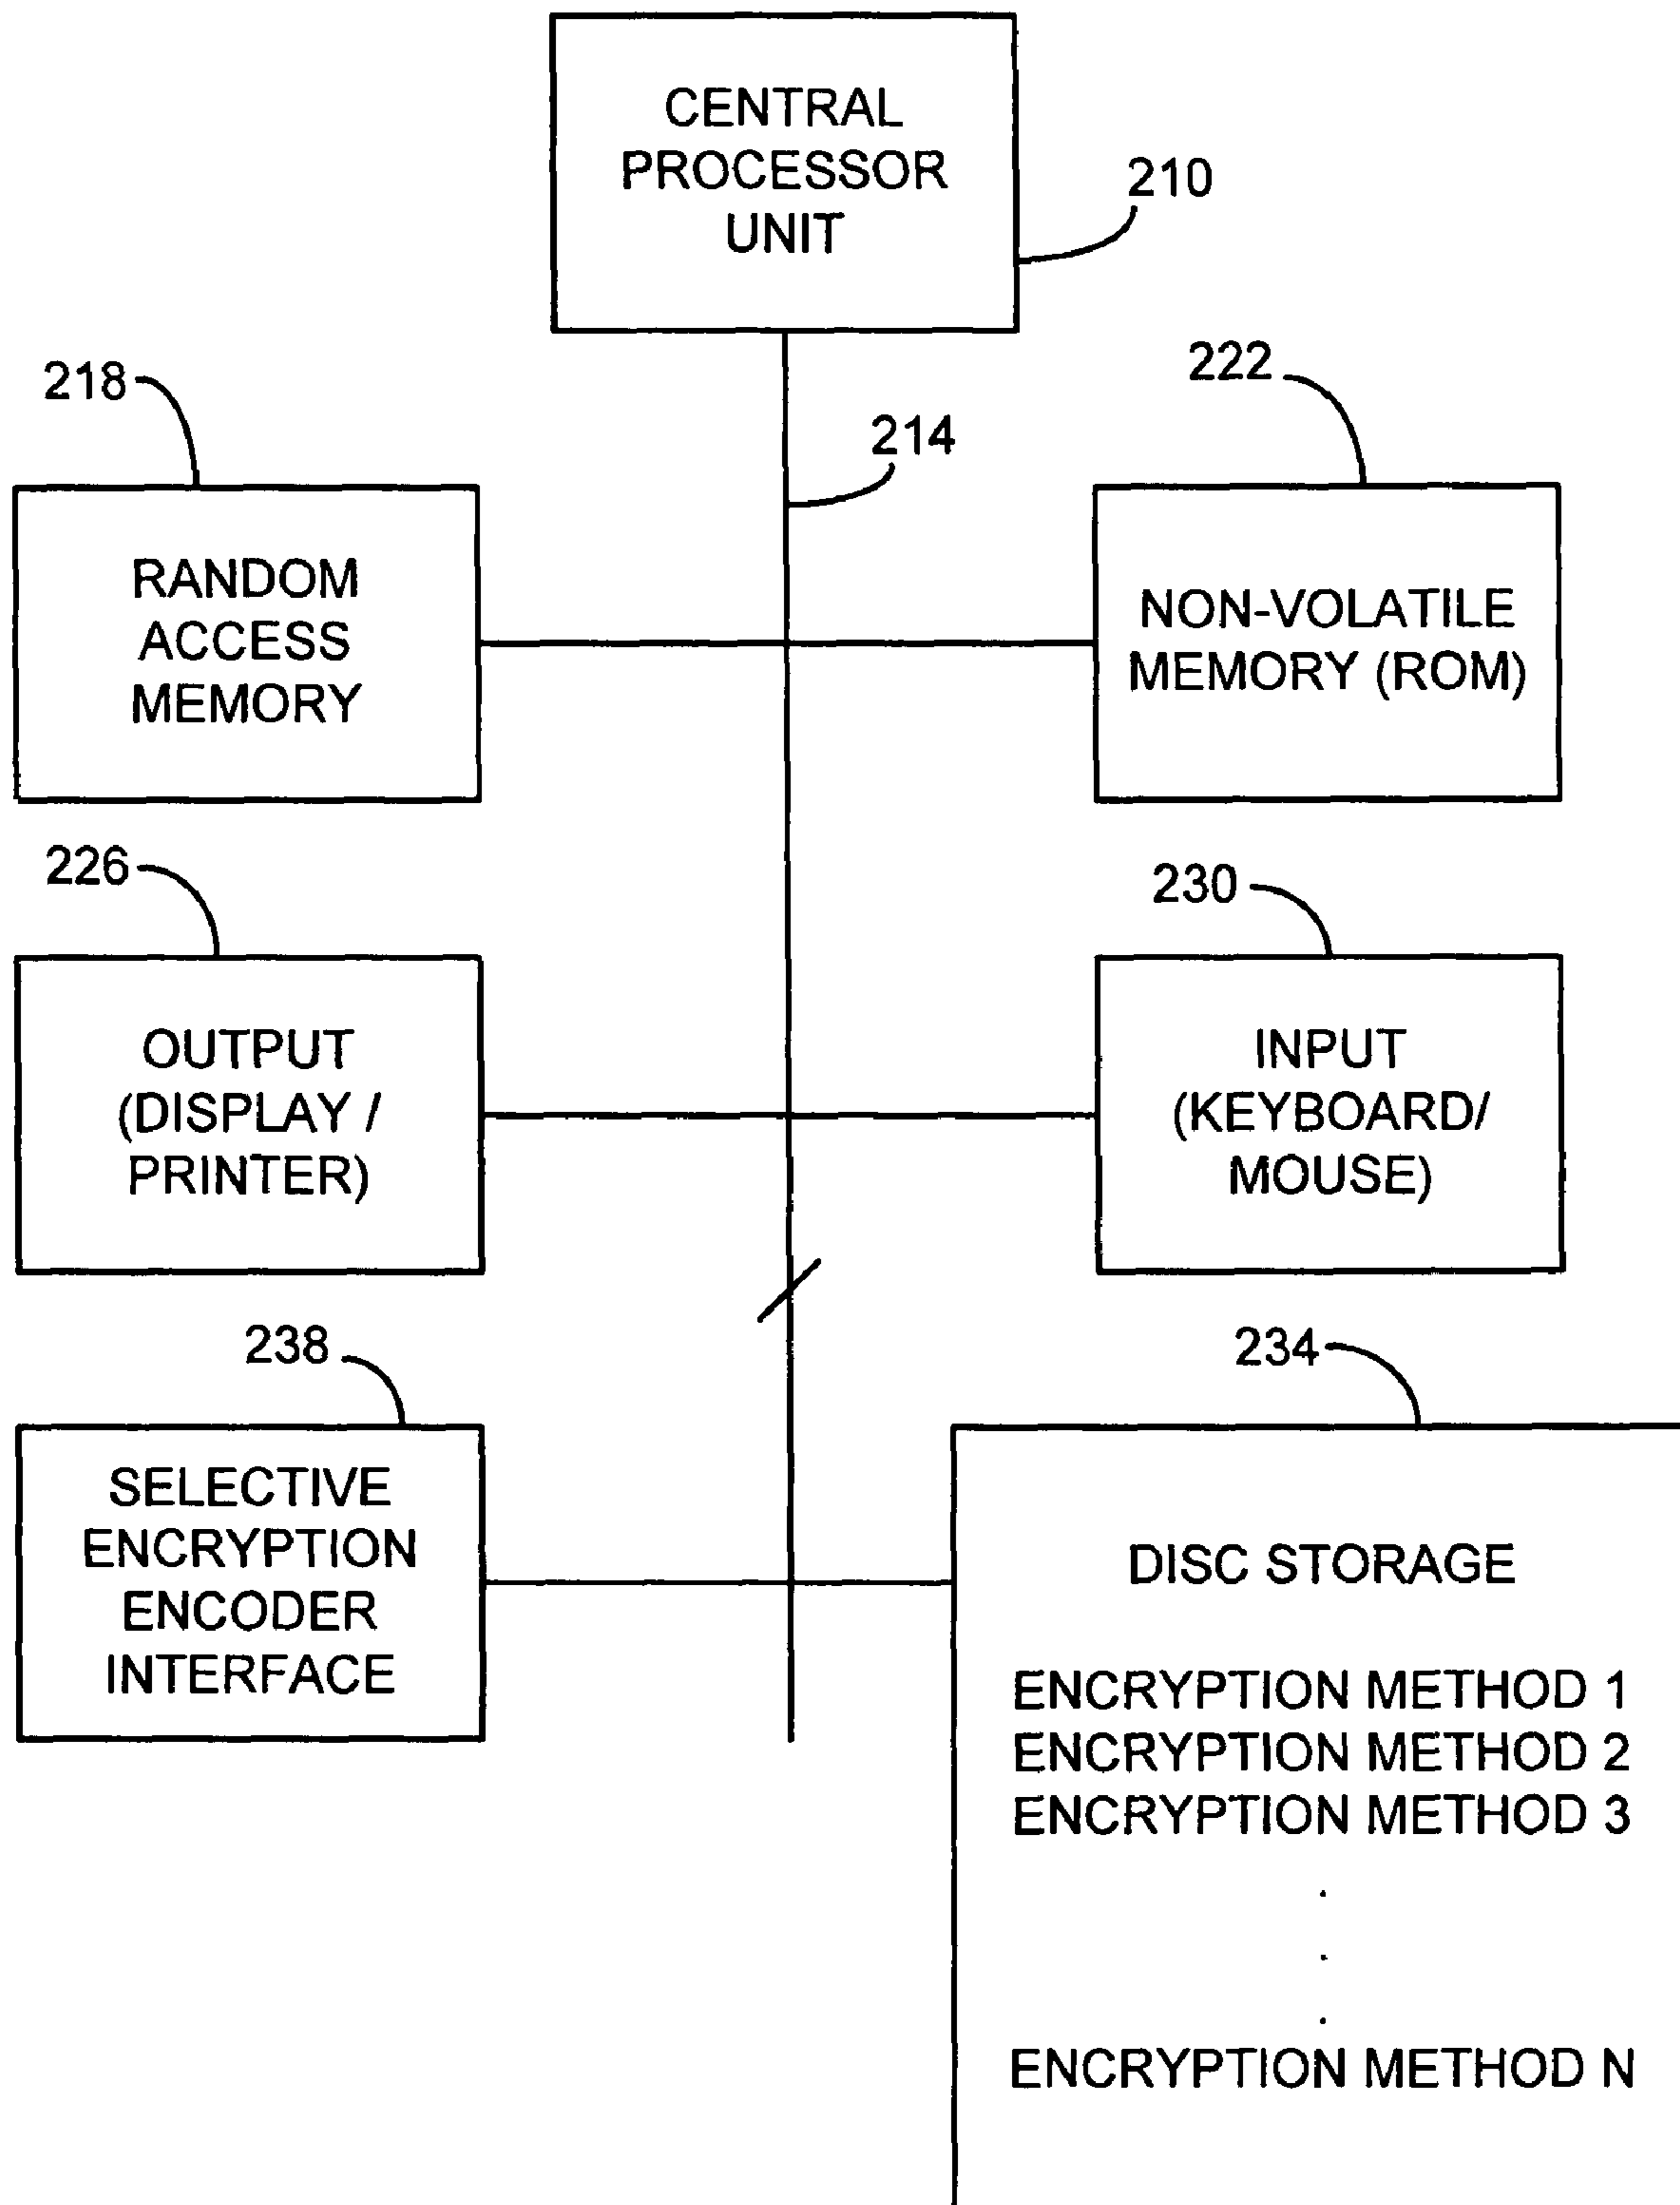 CENTRAL
PROCESSOR
UNIT
210
218
222
214
RANDOM
ACCESS
MEMORY
NON-VOLATILE
MEMORY (ROM)
226
230
OUTPUT
(DISPLAY /
PRINTER)
INPUT
(KEYBOARD/
MOUSE)
238
234
SELECTIVE
ENCRYPTION
ENCODER
INTERFACE
DISC STORAGE
ENCRYPTION METHOD 1
ENCRYPTION METHOD 2
ENCRYPTION METHOD 3
.
.
.
ENCRYPTION METHOD N